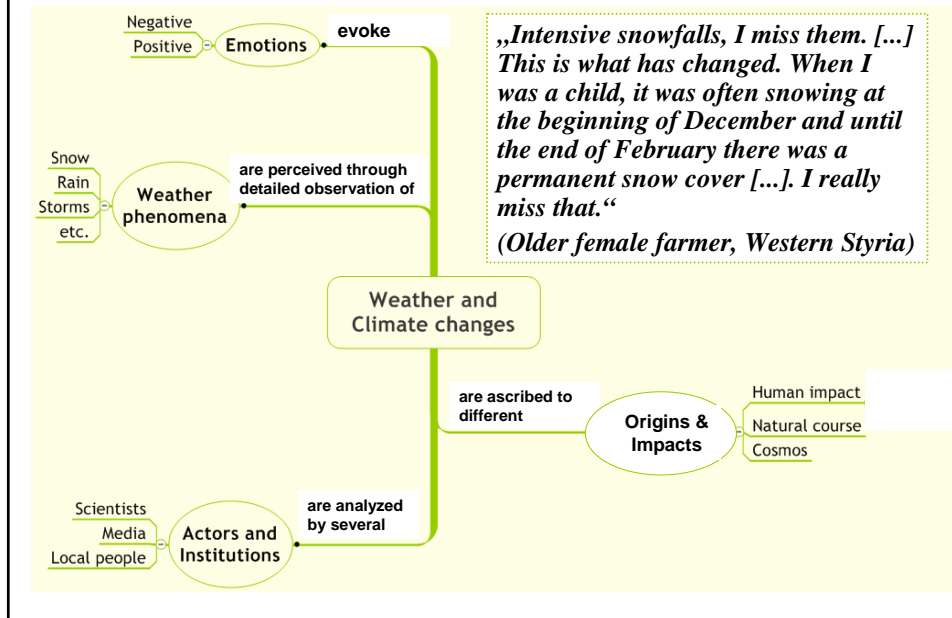 Negative
Positive
Emotions
evoke
„Intensive snowfalls, I miss them. [...]
This is what has changed. When I
was a child, it was often snowing at
the beginning of December and until
the end of February there was a
permanent snow cover [...]. I really
miss that.“
(Older female farmer, Western Styria)
Snow
Rain
Storms
etc.
Weather
phenomena
are perceived through
detailed observation of
Weather and
Climate changes
are ascribed to
different
Origins &
Impacts
Human impact
Natural course
Cosmos
Scientists
Media
Local people
Actors and
Institutions
are analyzed
by several